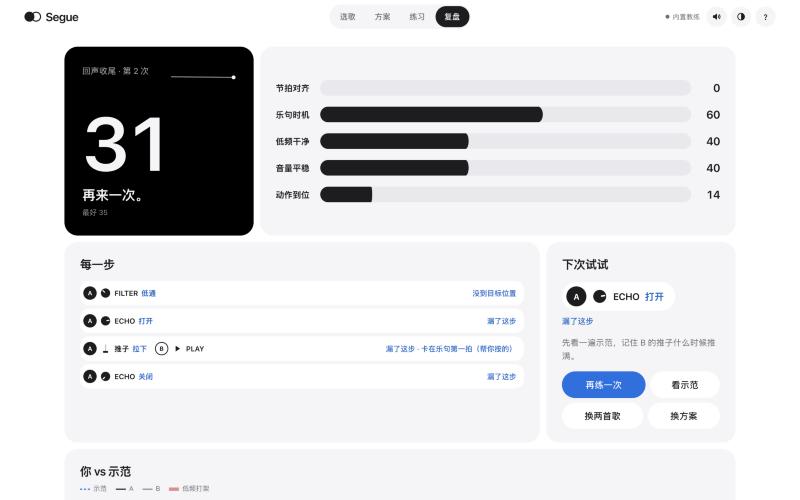 Segue
选歌 方案 练习 复盘
内置教练
?
回声收尾 · 第 2 次
31
再来一次。
最好 35
节拍对齐 0
乐句时机 60
低频干净 40
音量平稳 40
动作到位 14
每一步
A FILTER 低通 没到目标位置
A ECHO 打开 漏了这步
A 推子 拉下 B PLAY 漏了这步 · 卡在乐句第一拍（帮你按的）
A ECHO 关闭 漏了这步
下次试试
A ECHO 打开
漏了这步
先看一遍示范，记住 B 的推子什么时候推
满。
再练一次 看示范
换两首歌 换方案
你 vs 示范
示范 A B 低频打架